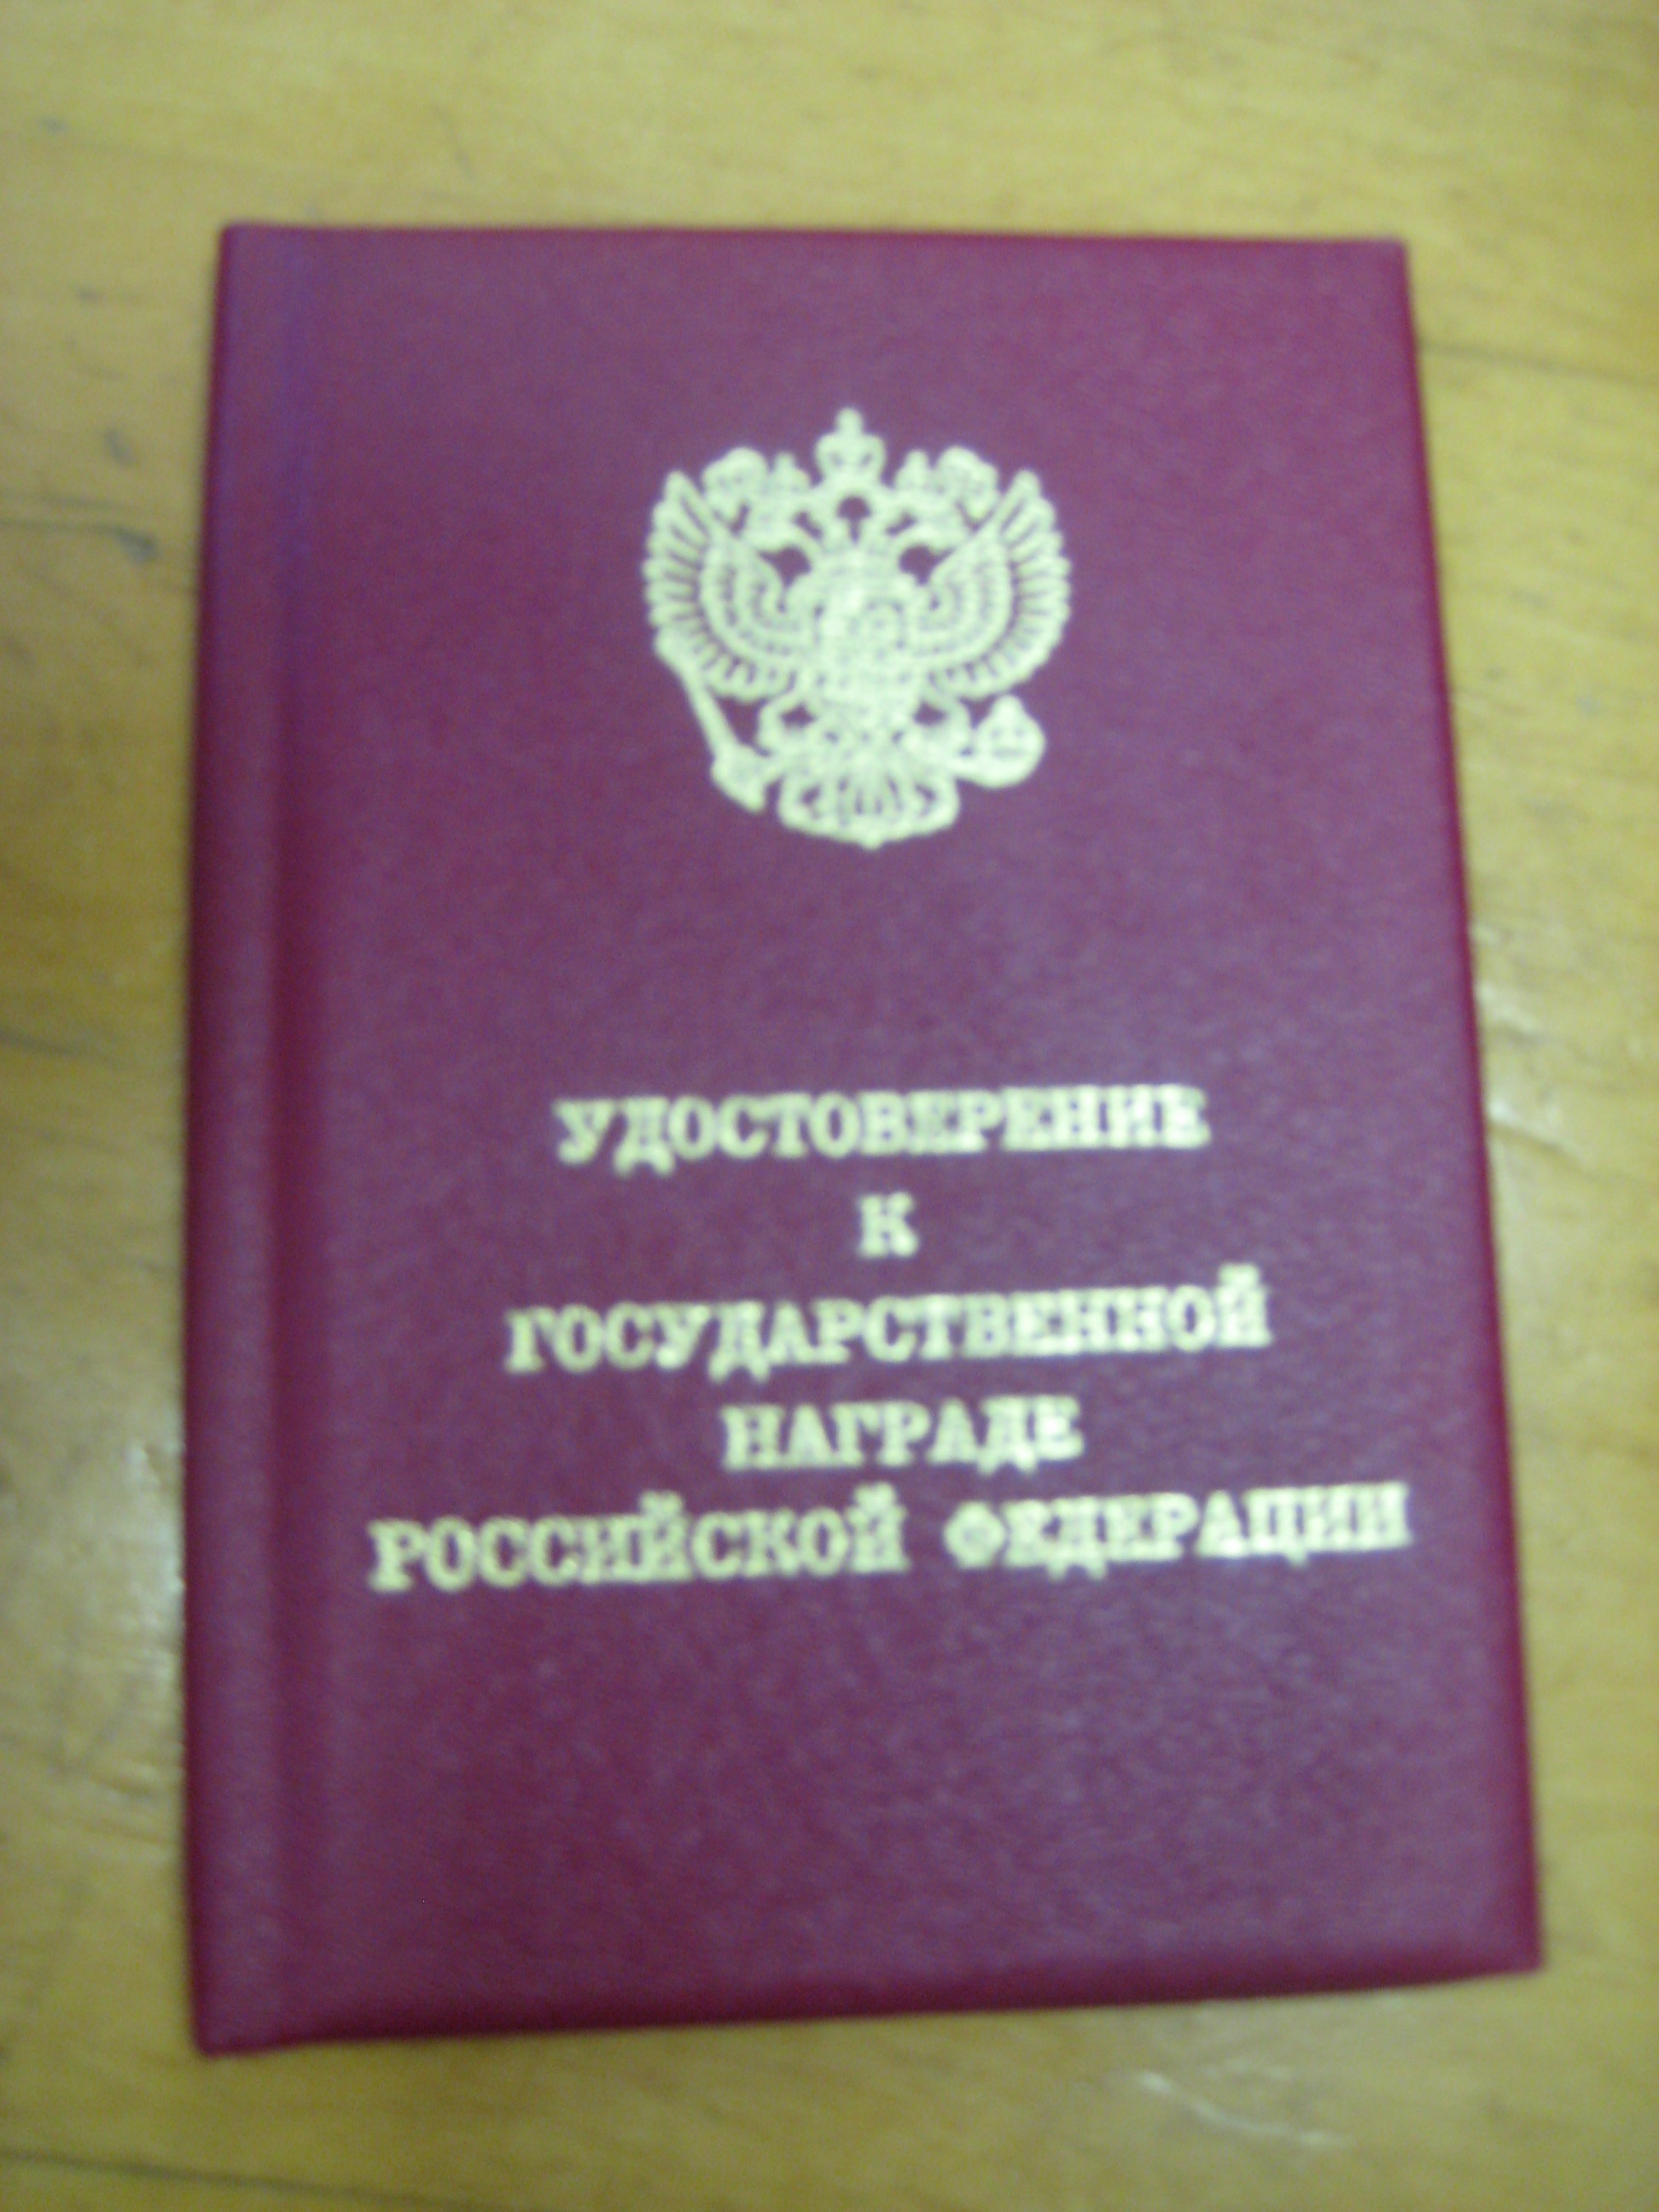 УДОСТОВЕРЕНИЕ
К
ГОСУДАРСТВЕННОЙ
НАГРАДЕ
РОССИЙСКОЙ ФЕДЕРАЦИИ